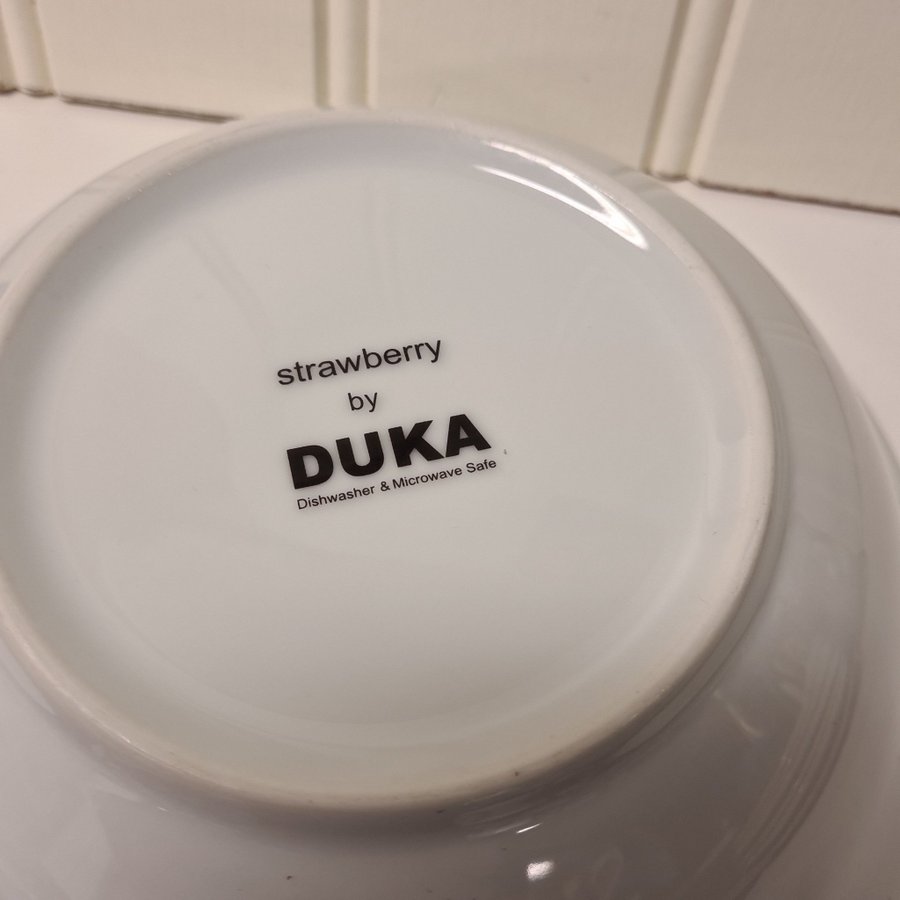 strawberry
by
DUKA
Dishwasher & Microwave Safe